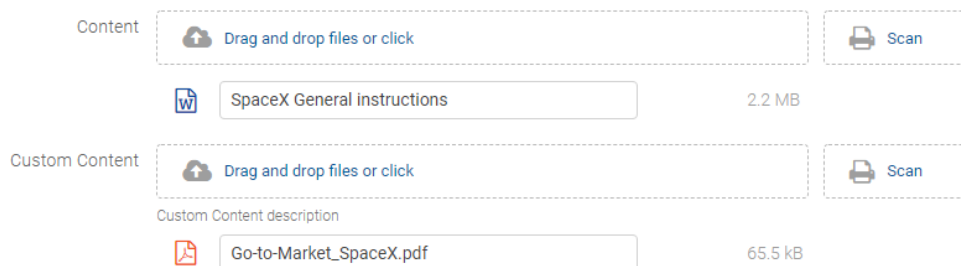 Content
Drag and drop files or click
Scan
W
SpaceX General instructions
2.2 MB
Custom Content
Drag and drop files or click
Scan
Custom Content description
Go-to-Market_SpaceX.pdf
65.5 kB